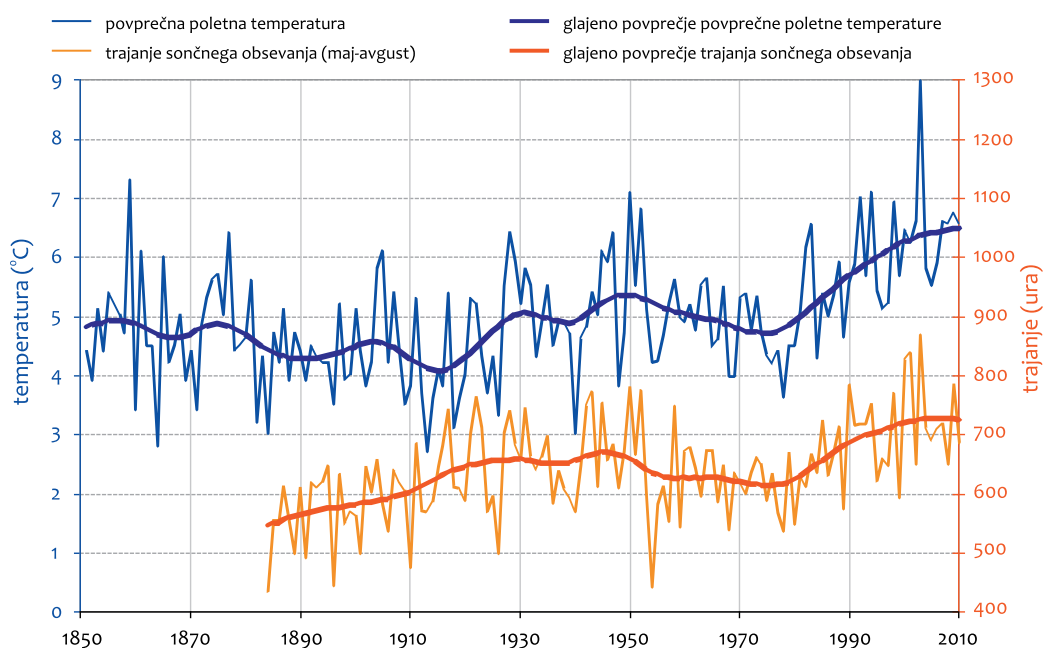 povprečna poletna temperatura
glajeno povprečje povprečne poletne temperature
trajanje sončnega obsevanja (maj-avgust)
glajeno povprečje trajanja sončnega obsevanja
9
8
7
6
5
4
3
2
1
0
temperatura (°C)
1300
1200
1100
1000
900
800
700
600
500
400
trajanje (ura)
1850 1870 1890 1910 1930 1950 1970 1990 2010